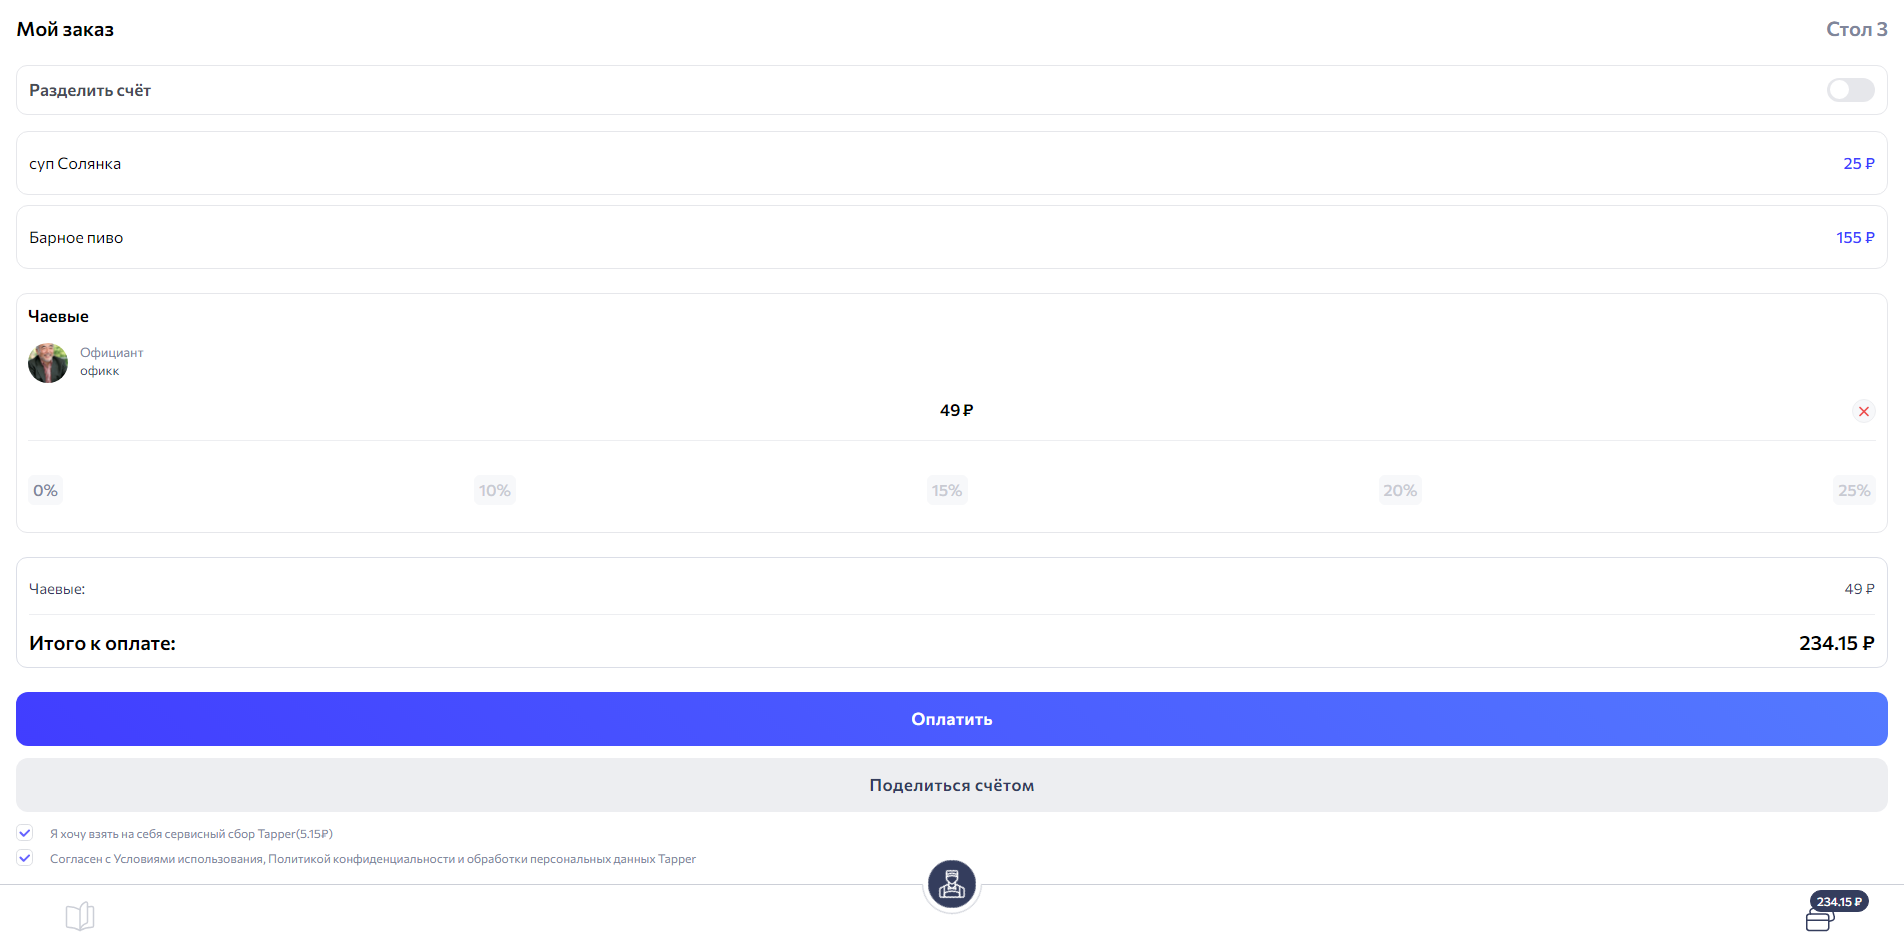 Мой заказ
Стол 3
Разделить счёт
суп Солянка
25 ₽
Барное пиво
155 ₽
Чаевые
Официант
офикк
49 ₽
0%
10%
15%
20%
25%
Чаевые:
49 ₽
Итого к оплате:
234.15 ₽
Оплатить
Поделиться счётом
Я хочу взять на себя сервисный сбор Tapper(5.15₽)
Согласен с Условиями использования, Политикой конфиденциальности и обработки персональных данных Tapper
234.15 ₽